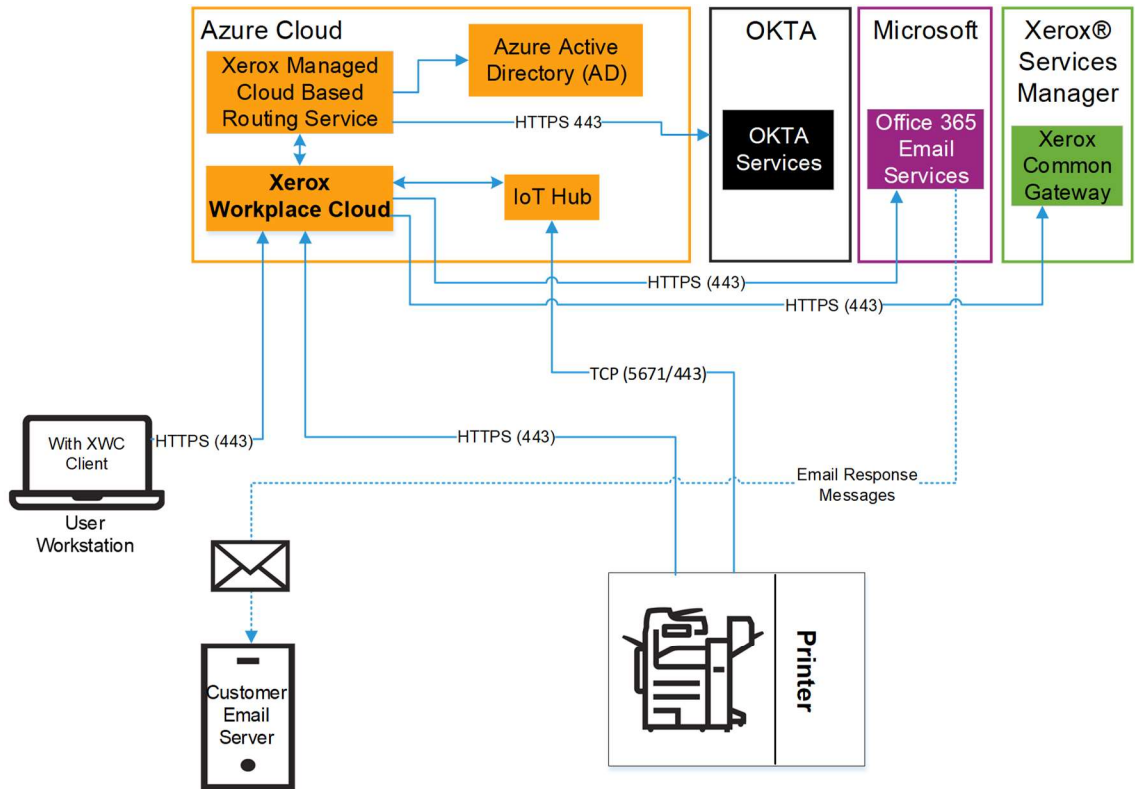 Azure Cloud
Xerox Managed
Cloud Based
Routing Service
Azure Active
Directory (AD)
HTTPS 443
Xerox
Workplace Cloud
IoT Hub
OKTA
OKTA
Services
Microsoft
Office 365
Email
Services
Xerox®
Services
Manager
Xerox
Common
Gateway
HTTPS (443)
HTTPS (443)
TCP (5671/443)
With XWC
Client
HTTPS (443)
User
Workstation
HTTPS (443)
Email Response
Messages
Customer
Email
Server
Printer